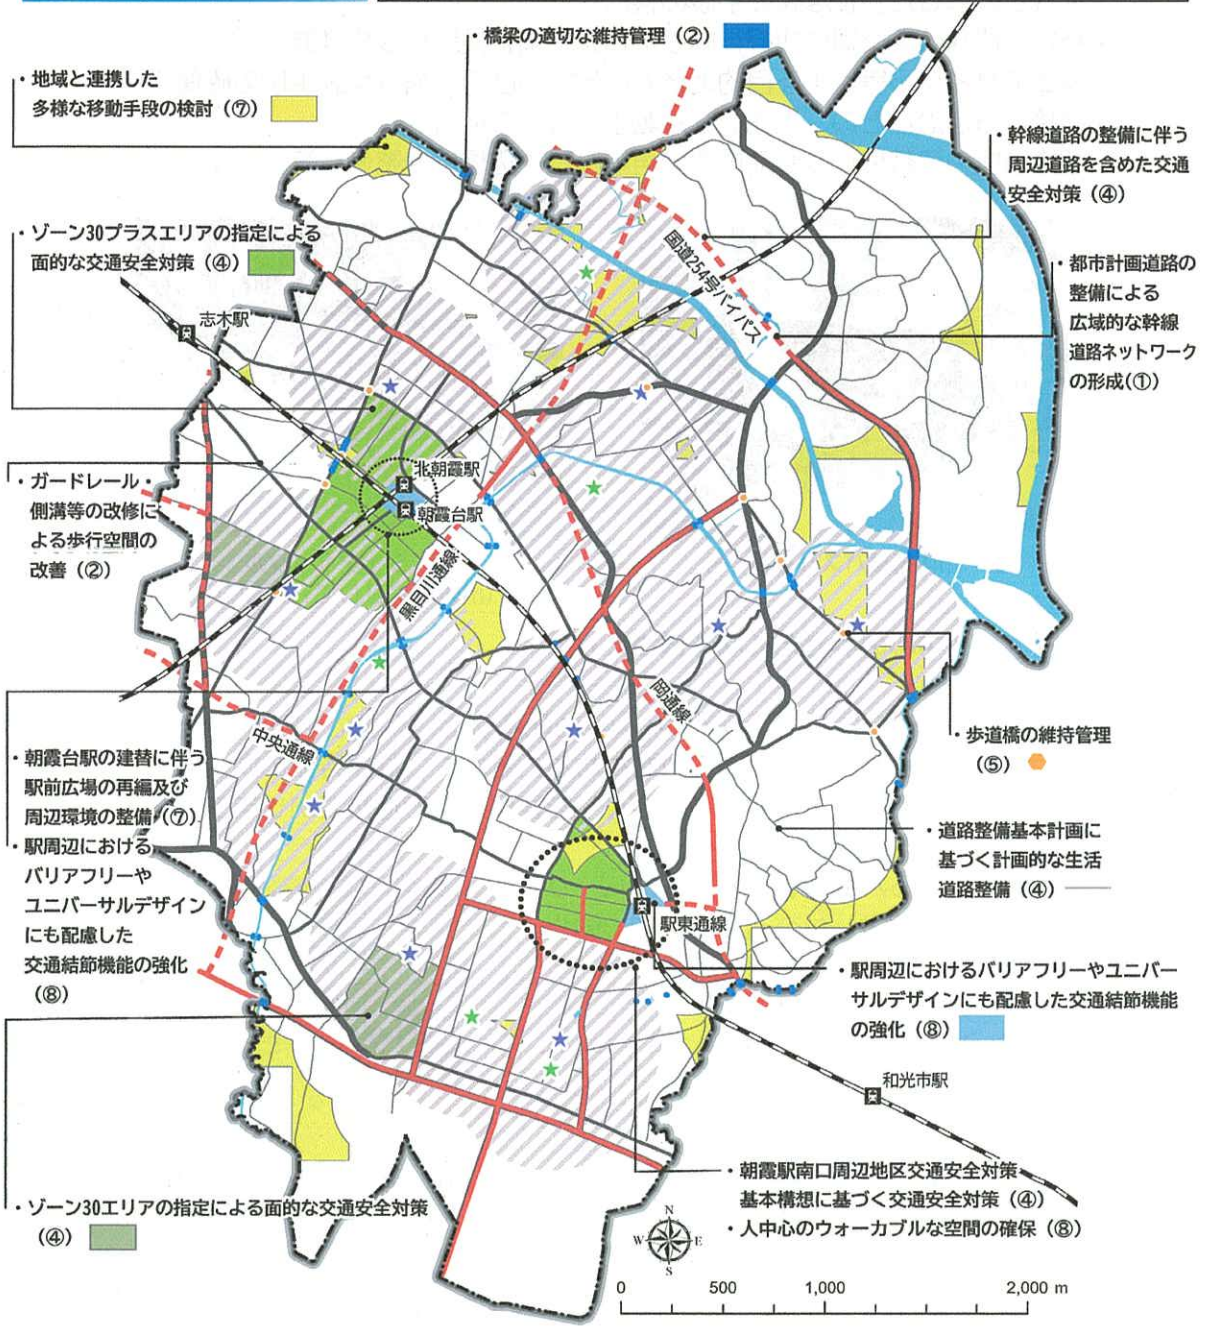 ・橋梁の適切な維持管理（②）
・地域と連携した
多様な移動手段の検討（⑦）
・幹線道路の整備に伴う
周辺道路を含めた交通
安全対策（④）
・ゾーン30プラスエリアの指定による
面的な交通安全対策（④）
国道254号バイパス
・都市計画道路の
整備による
広域的な幹線
道路ネットワーク
の形成(①)
志木駅
北朝霞駅
朝霞台駅
・ガードレール・
側溝等の改修に
よる歩行空間の
改善（②）
黒目川通線
岡通線
中央通線
・歩道橋の維持管理
（⑤）
・朝霞台駅の建替に伴う
駅前広場の再編及び
周辺環境の整備（⑦）
・駅周辺における
バリアフリーや
ユニバーサルデザイン
にも配慮した
交通結節機能の強化
（⑧）
・道路整備基本計画に
基づく計画的な生活
道路整備（④）
駅東通線
・駅周辺におけるバリアフリーやユニバー
サルデザインにも配慮した交通結節機能
の強化（⑧）
和光市駅
・朝霞駅南口周辺地区交通安全対策
基本構想に基づく交通安全対策（④）
・人中心のウォーカブルな空間の確保（⑧）
・ゾーン30エリアの指定による面的な交通安全対策
（④）
N
W E
S
0 500 1,000 2,000 m